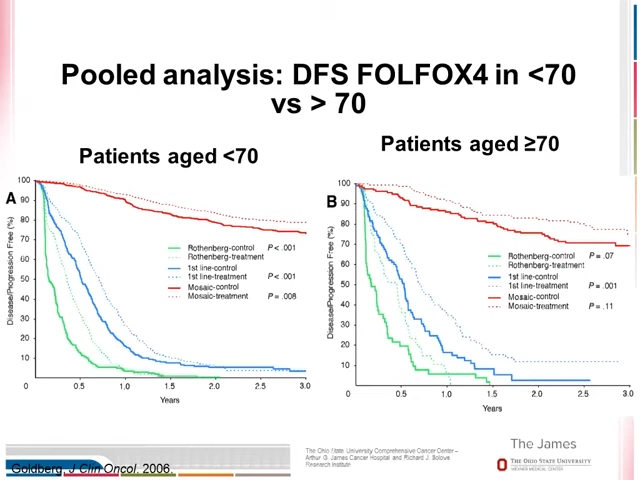 Pooled analysis: DFS FOLFOX4 in <70
vs > 70
Patients aged <70
Patients aged ≥70
A
Disease/Progression Free (%)
100
90
80
70
60
50
40
30
20
10
0
0.5
1.0
1.5
2.0
2.5
3.0
Years
Rothenberg-control P < .001
Rothenberg-treatment
1st line-control
1st line-treatment P < .001
Mosaic-control
Mosaic-treatment P = .008
B
Disease/Progression Free (%)
100
90
80
70
60
50
40
30
20
10
0
0.5
1.0
1.5
2.0
2.5
3.0
Years
Rothenberg-control P = .07
Rothenberg-treatment
1st line-control
1st line-treatment P = .001
Mosaic-control
Mosaic-treatment P = .11
Goldberg. J Clin Oncol. 2006.
The Ohio State University Comprehensive Cancer Center –
Arthur G. James Cancer Hospital and Richard J. Solove
Research Institute
The James
THE OHIO STATE UNIVERSITY
WEXNER MEDICAL CENTER